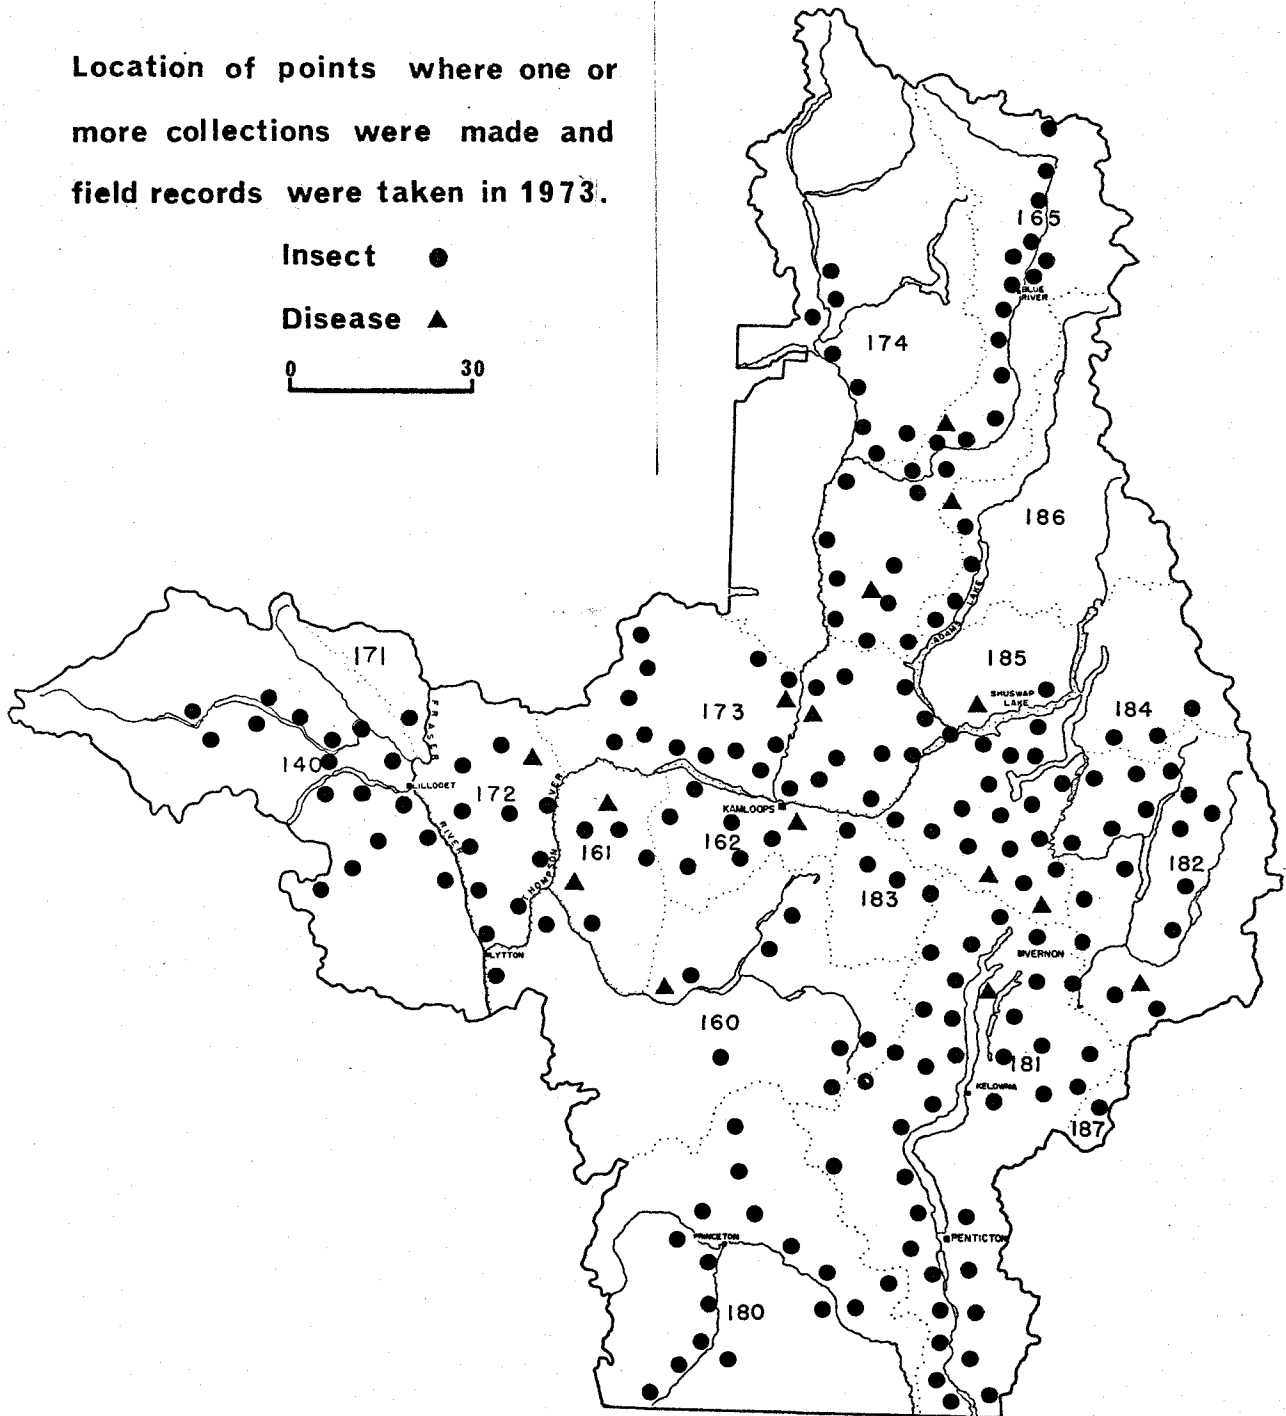 Location of points where one or
more collections were made and
field records were taken in 1973.
Insect
Disease
0 30
165
BLUE
RIVER
174
186
ADAMS LAKE
171
185
SHUSWAP
LAKE
FRASER
173
184
140
LILLOOET
172
RIVER
KAMLOOPS
RIVER
161
162
THOMPSON
182
183
LYTTON
VERNON
160
181
KELOWNA
187
PRINCETON
PENTICTON
180